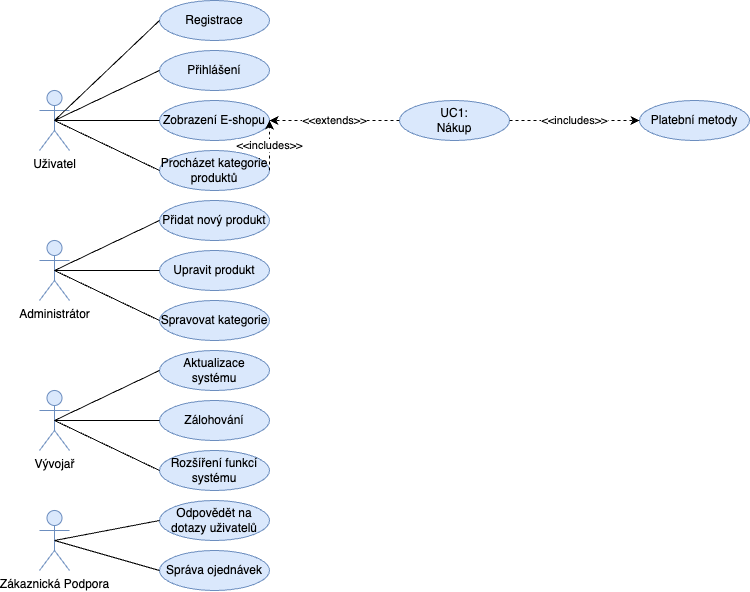 Registrace
Přihlášení
Zobrazení E-shopu
<<extends>>
UC1:
Nákup
<<includes>>
Platební metody
<<includes>>
Uživatel
Procházet kategorie
produktů
Přidat nový produkt
Upravit produkt
Administrátor
Spravovat kategorie
Aktualizace
systému
Zálohování
Vývojař
Rozšíření funkcí
systému
Odpovědět na
dotazy uživatelů
Zákaznická Podpora
Správa ojednávek